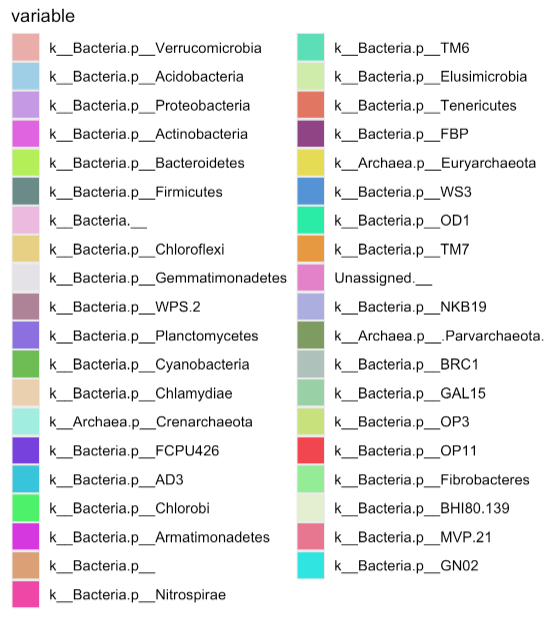 variable
k__Bacteria.p__Verrucomicrobia
k__Bacteria.p__Acidobacteria
k__Bacteria.p__Proteobacteria
k__Bacteria.p__Actinobacteria
k__Bacteria.p__Bacteroidetes
k__Bacteria.p__Firmicutes
k__Bacteria.__
k__Bacteria.p__Chloroflexi
k__Bacteria.p__Gemmatimonadetes
k__Bacteria.p__WPS.2
k__Bacteria.p__Planctomycetes
k__Bacteria.p__Cyanobacteria
k__Bacteria.p__Chlamydiae
k__Archaea.p__Crenarchaeota
k__Bacteria.p__FCPU426
k__Bacteria.p__AD3
k__Bacteria.p__Chlorobi
k__Bacteria.p__Armatimonadetes
k__Bacteria.p__
k__Bacteria.p__Nitrospirae
k__Bacteria.p__TM6
k__Bacteria.p__Elusimicrobia
k__Bacteria.p__Tenericutes
k__Bacteria.p__FBP
k__Archaea.p__Euryarchaeota
k__Bacteria.p__WS3
k__Bacteria.p__OD1
k__Bacteria.p__TM7
Unassigned.__
k__Bacteria.p__NKB19
k__Archaea.p__.Parvarchaeota.
k__Bacteria.p__BRC1
k__Bacteria.p__GAL15
k__Bacteria.p__OP3
k__Bacteria.p__OP11
k__Bacteria.p__Fibrobacteres
k__Bacteria.p__BHI80.139
k__Bacteria.p__MVP.21
k__Bacteria.p__GN02